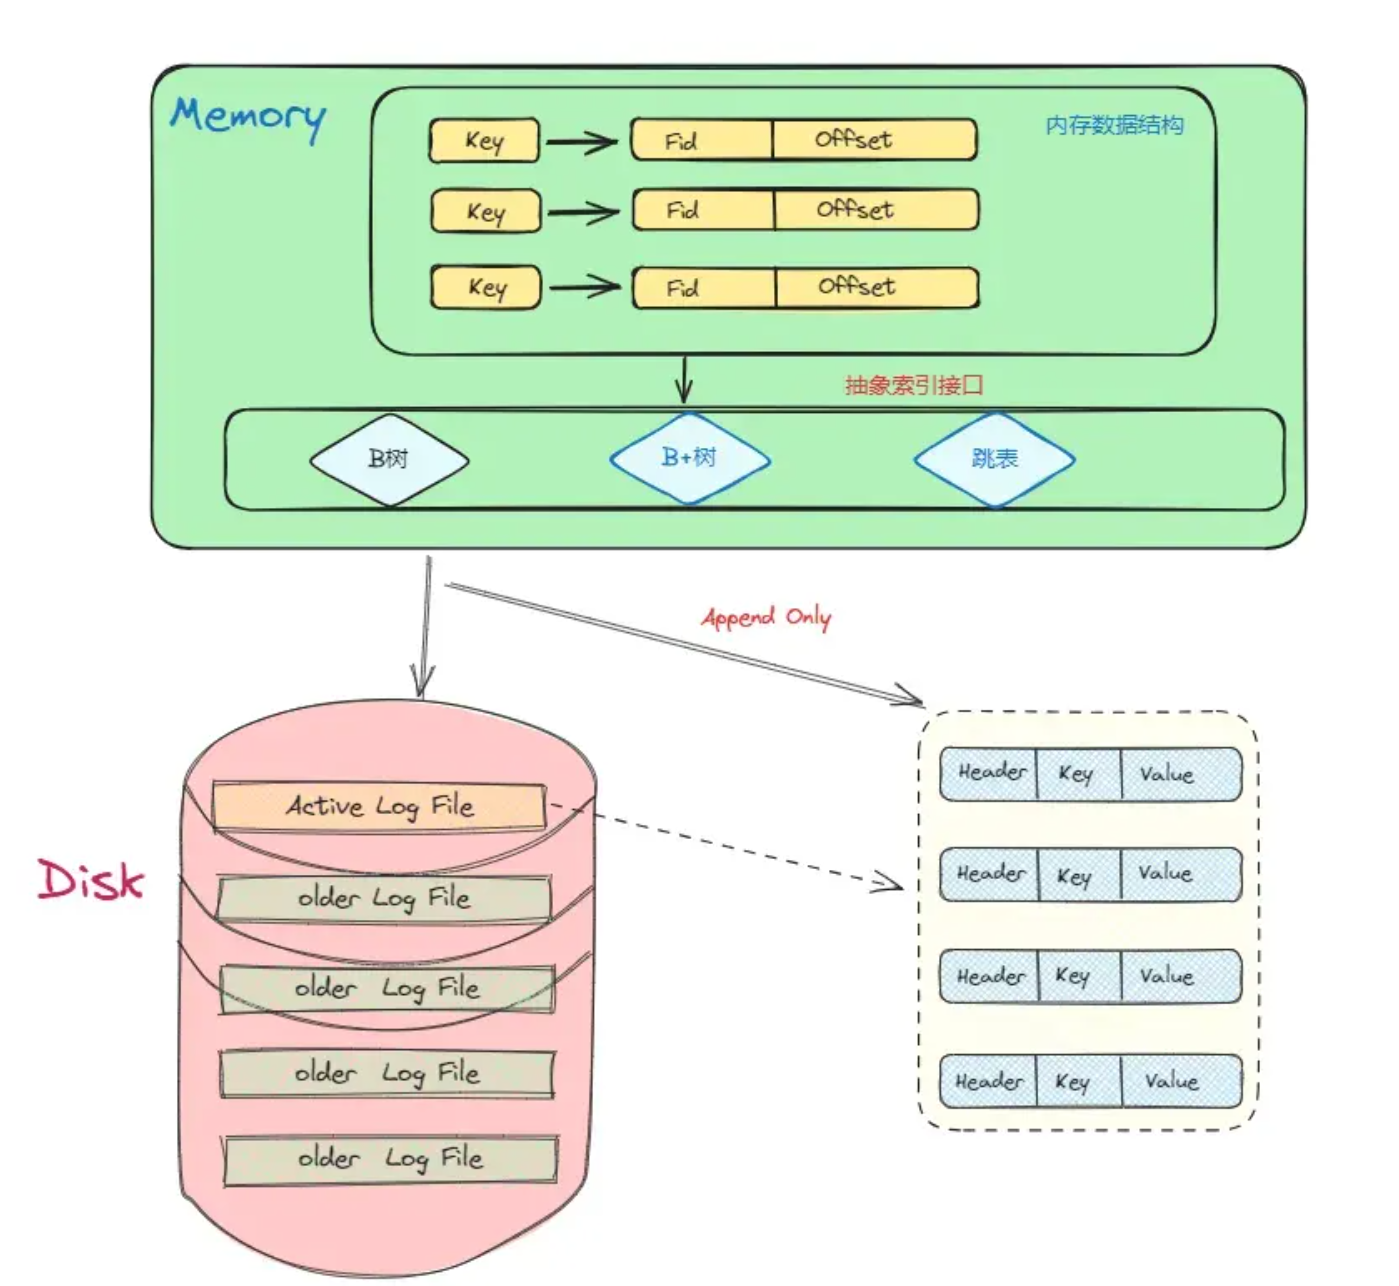 Memory
内存数据结构
Key Fid Offset
Key Fid Offset
Key Fid Offset
抽象索引接口
B树 B+树 跳表
Append Only
Disk
Active Log File
older Log File
older Log File
older Log File
older Log File
Header Key Value
Header Key Value
Header Key Value
Header Key Value